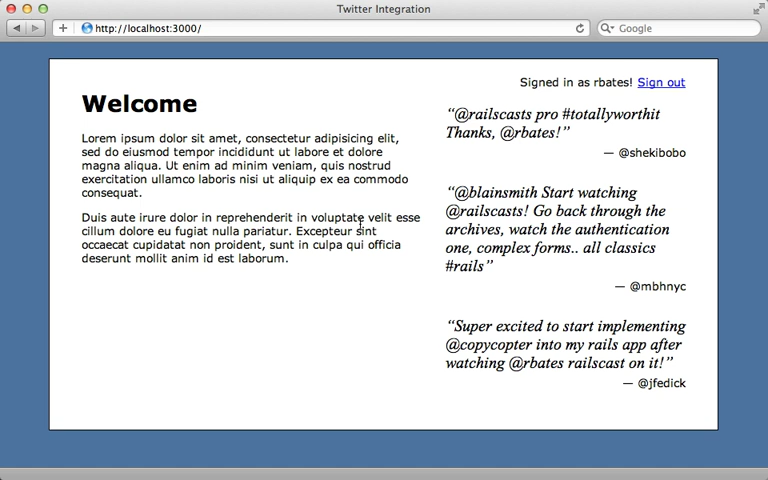 Twitter Integration
http://localhost:3000/
Google
Signed in as rbates! Sign out
Welcome
Lorem ipsum dolor sit amet, consectetur adipisicing elit,
sed do eiusmod tempor incididunt ut labore et dolore
magna aliqua. Ut enim ad minim veniam, quis nostrud
exercitation ullamco laboris nisi ut aliquip ex ea commodo
consequat.
Duis aute irure dolor in reprehenderit in voluptate velit esse
cillum dolore eu fugiat nulla pariatur. Excepteur sint
occaecat cupidatat non proident, sunt in culpa qui officia
deserunt mollit anim id est laborum.
“@railscasts pro #totallyworthit
Thanks, @rbates!”
— @shekibobo
“@blainsmith Start watching
@railscasts! Go back through the
archives, watch the authentication
one, complex forms.. all classics
#rails”
— @mbhnyc
“Super excited to start implementing
@copycopter into my rails app after
watching @rbates railscast on it!”
— @jfedick